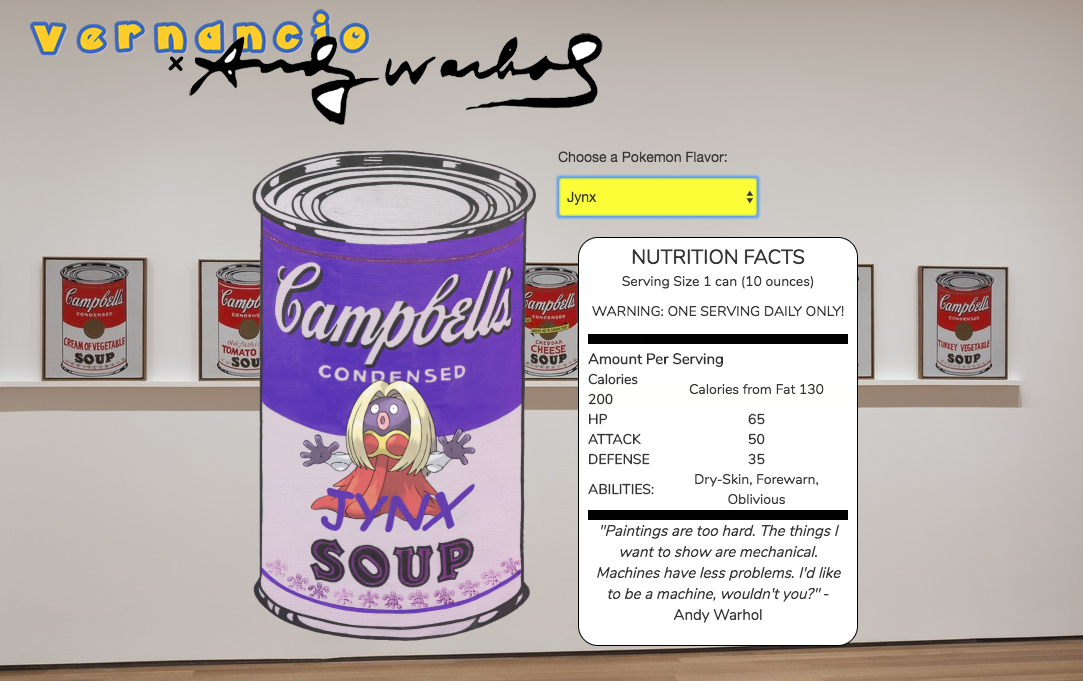 vernancio
x Andy Warhol
Choose a Pokemon Flavor:
Jynx
Campbell's
CONDENSED
JYNX
SOUP
NUTRITION FACTS
Serving Size 1 can (10 ounces)
WARNING: ONE SERVING DAILY ONLY!
Amount Per Serving
Calories 
200
Calories from Fat 130
HP 65
ATTACK 50
DEFENSE 35
ABILITIES: Dry-Skin, Forewarn,
Oblivious
"Paintings are too hard. The things I
want to show are mechanical.
Machines have less problems. I'd like
to be a machine, wouldn't you?" -
Andy Warhol
Campbell's
CONDENSED
CREAM OF VEGETABLE
SOUP
Campb
CONDENSED
Old-fashi
TOMATO
SOU
Campbell's
CONDENSED
CHEDDAR
CHEESE
SOUP
Campbell's
CONDENSED
TURKEY VEGETABLE
SOUP